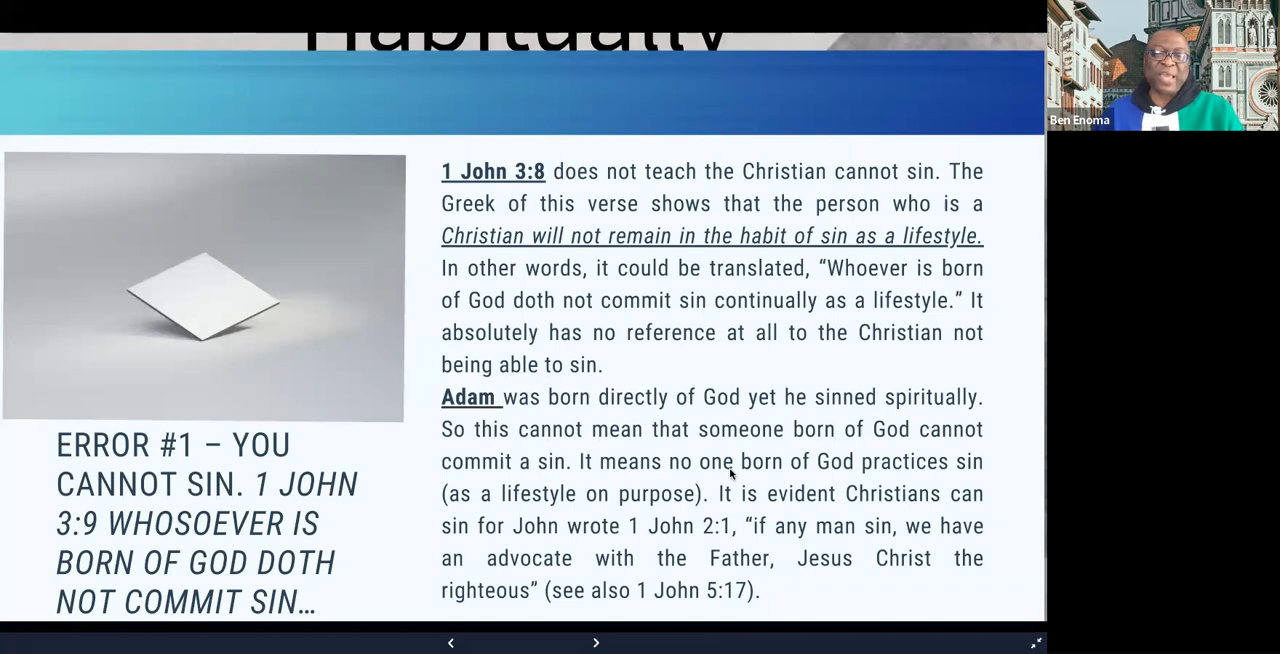 Habitually
Ben Enoma
1 John 3:8 does not teach the Christian cannot sin. The
Greek of this verse shows that the person who is a
Christian will not remain in the habit of sin as a lifestyle.
In other words, it could be translated, “Whoever is born
of God doth not commit sin continually as a lifestyle.” It
absolutely has no reference at all to the Christian not
being able to sin.
Adam was born directly of God yet he sinned spiritually.
So this cannot mean that someone born of God cannot
commit a sin. It means no one born of God practices sin
(as a lifestyle on purpose). It is evident Christians can
sin for John wrote 1 John 2:1, “if any man sin, we have
an advocate with the Father, Jesus Christ the
righteous” (see also 1 John 5:17).
ERROR #1 – YOU
CANNOT SIN. 1 JOHN
3:9 WHOSOEVER IS
BORN OF GOD DOTH
NOT COMMIT SIN…